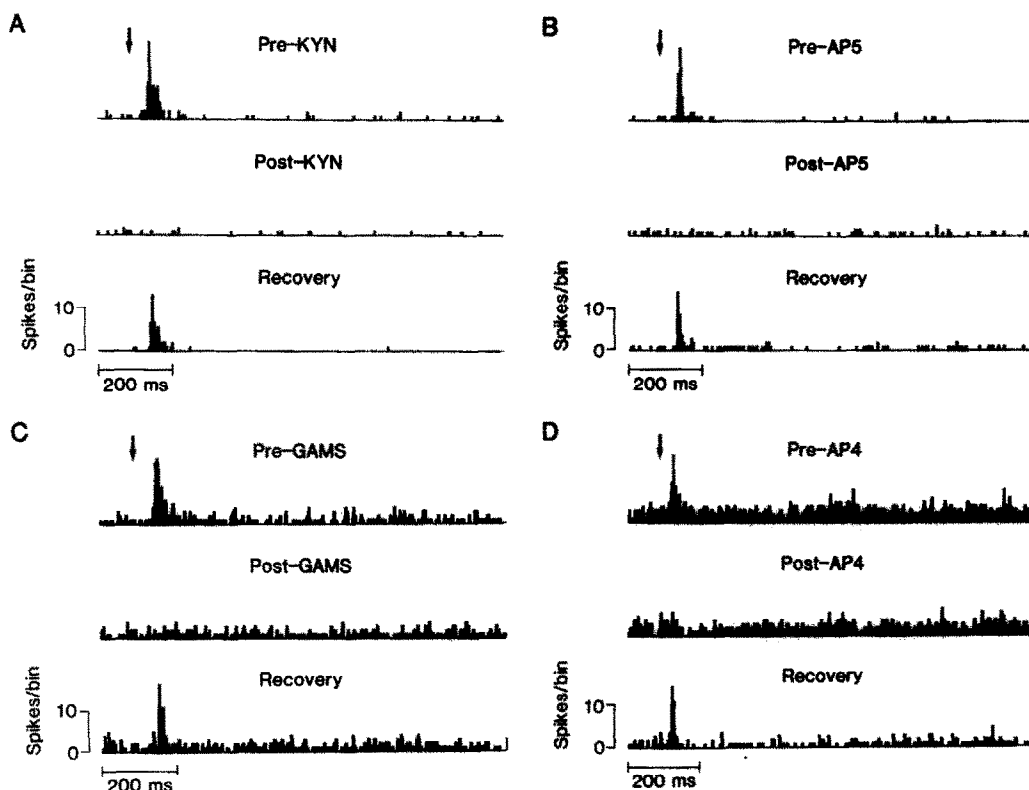 A
Pre-KYN
Post-KYN
Recovery
Spikes/bin
10
0
200 ms
B
Pre-AP5
Post-AP5
Recovery
Spikes/bin
10
0
200 ms
C
Pre-GAMS
Post-GAMS
Recovery
Spikes/bin
10
0
200 ms
D
Pre-AP4
Post-AP4
Recovery
Spikes/bin
10
0
200 ms